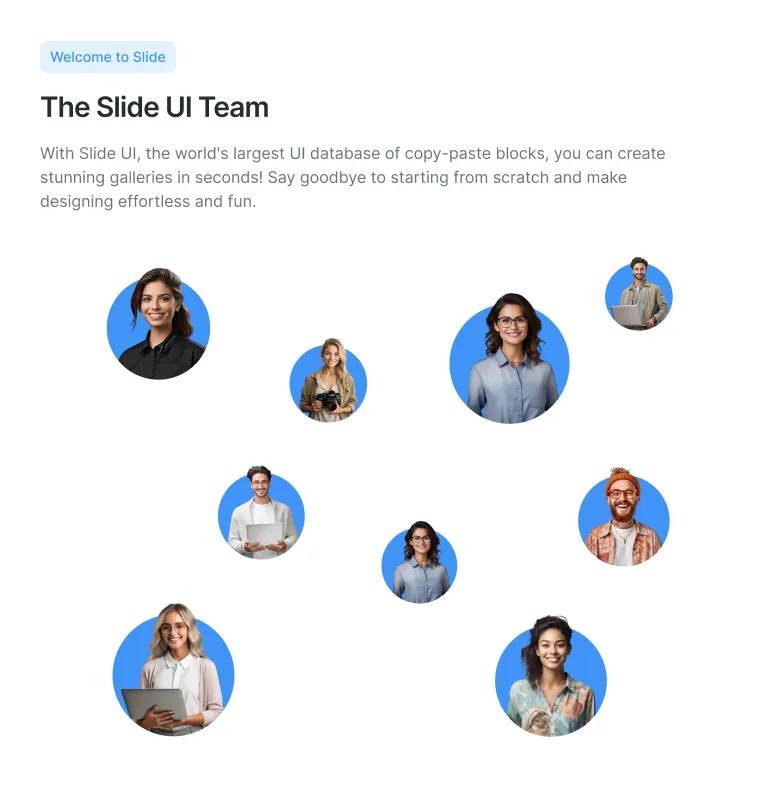 Welcome to Slide
The Slide UI Team
With Slide UI, the world's largest UI database of copy-paste blocks, you can create
stunning galleries in seconds! Say goodbye to starting from scratch and make
designing effortless and fun.